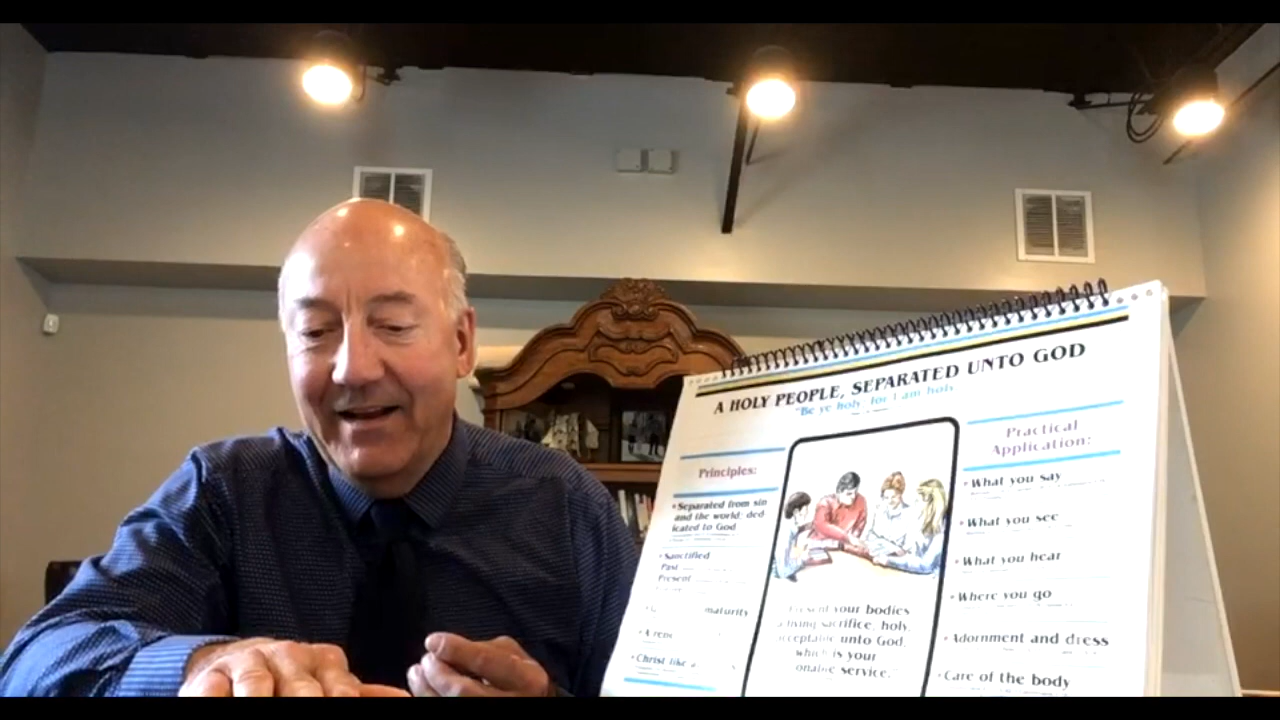 A HOLY PEOPLE, SEPARATED UNTO GOD
"Be ye holy, for I am holy
Principles:
• Separated from sin
and the world; ded
icated to God
• Sanctified
Past
Present
maturity
• A
• Christ like
Present your bodies
a living sacrifice, holy,
acceptable unto God,
which is your
service."
Practical
Application:
• What you say
• What you see
• What you hear
• Where you go
• Adornment and dress
• Care of the body